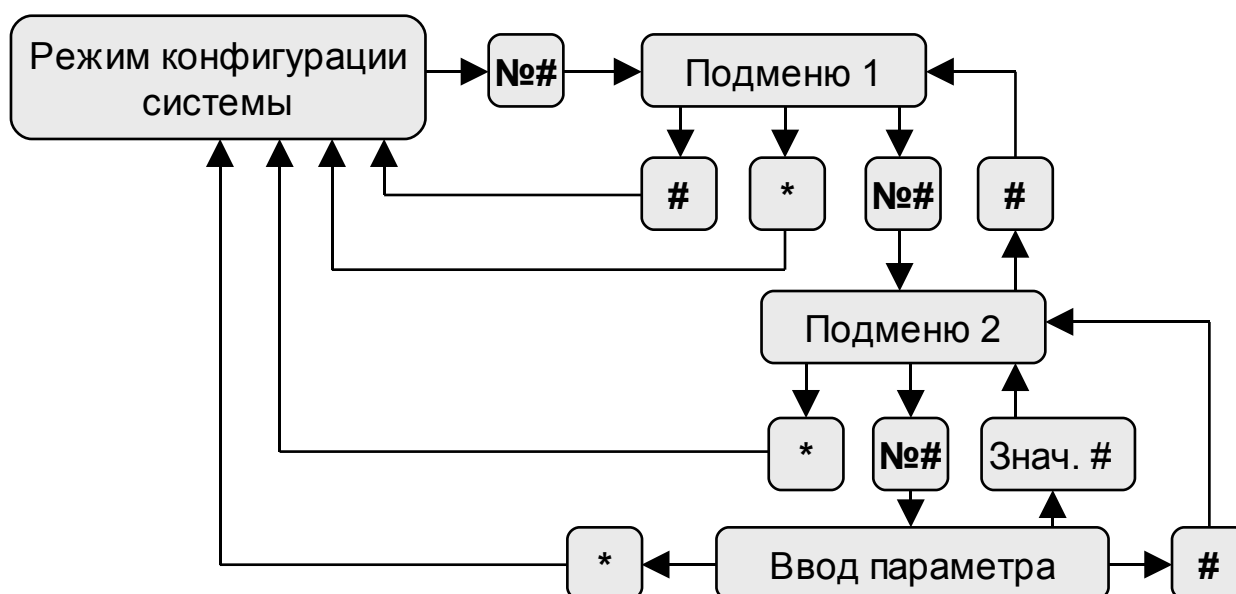 Режим конфигурации
системы
№#
Подменю 1
#
*
№#
#
Подменю 2
*
№#
Знач. #
*
Ввод параметра
#